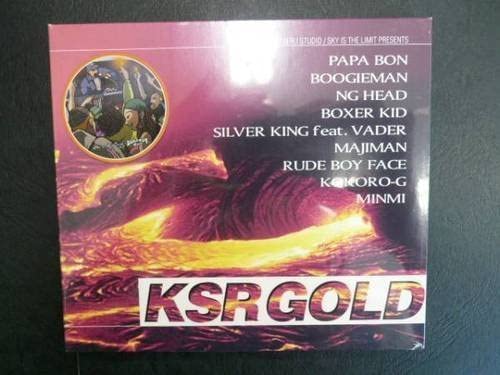 / STUDIO / SKY IS THE LIMIT PRESENTS
PAPA BON
BOOGIEMAN
NG HEAD
BOXER KID
SILVER KING feat. VADER
MAJIMAN
RUDE BOY FACE
KOKORO-G
MINMI
KSR GOLD